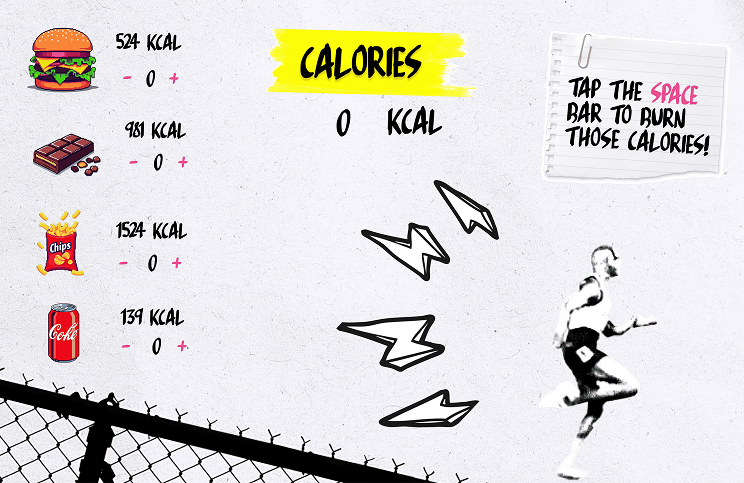 524 KCAL
- 0 +
981 KCAL
- 0 +
Chips
1524 KCAL
- 0 +
Coke
139 KCAL
- 0 +
CALORIES
0 KCAL
TAP THE SPACE
BAR TO BURN
THOSE CALORIES!